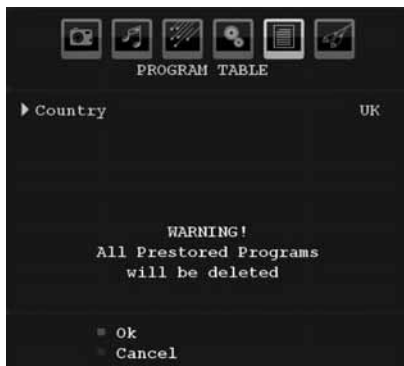 PROGRAM TABLE
Country UK
WARNING!
All Prestored Programs
will be deleted
Ok
Cancel